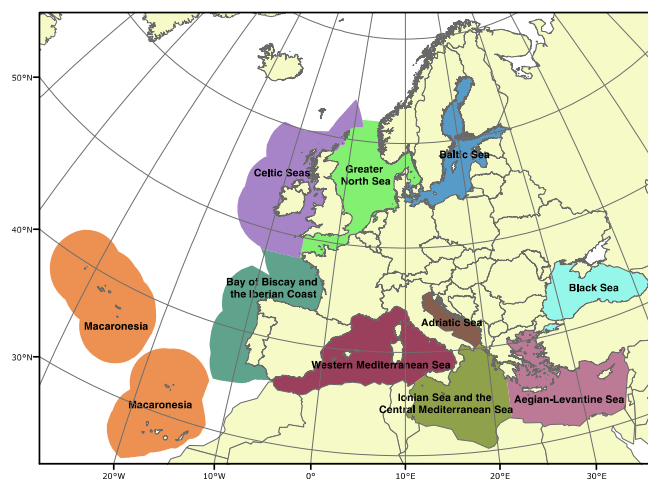 50°N
Baltic Sea
Celtic Seas
Greater
North Sea
40°N
Bay of Biscay and
the Iberian Coast
Black Sea
Macaronesia
Adriatic Sea
30°N
Western Mediterranean Sea
Ionian Sea and the
Central Mediterranean Sea
Aegian-Levantine Sea
Macaronesia
20°W
10°W
0°
10°E
20°E
30°E